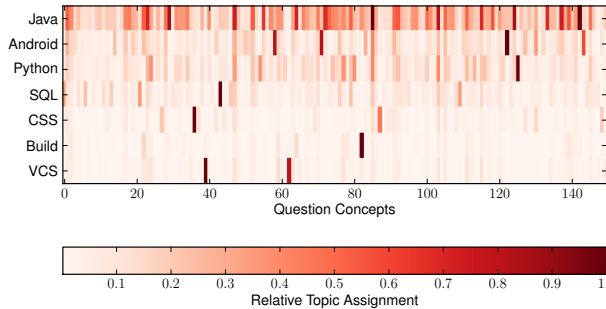 Java
Android
Python
SQL
CSS
Build
VCS
0 20 40 60 80 100 120 140
Question Concepts
0.1 0.2 0.3 0.4 0.5 0.6 0.7 0.8 0.9
Relative Topic Assignment